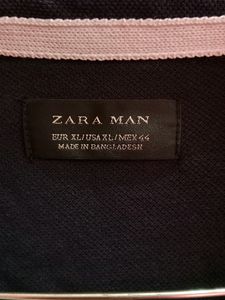 ZARA MAN
EUR XL/USA XL/MEX 44
MADE IN BANGLADESH